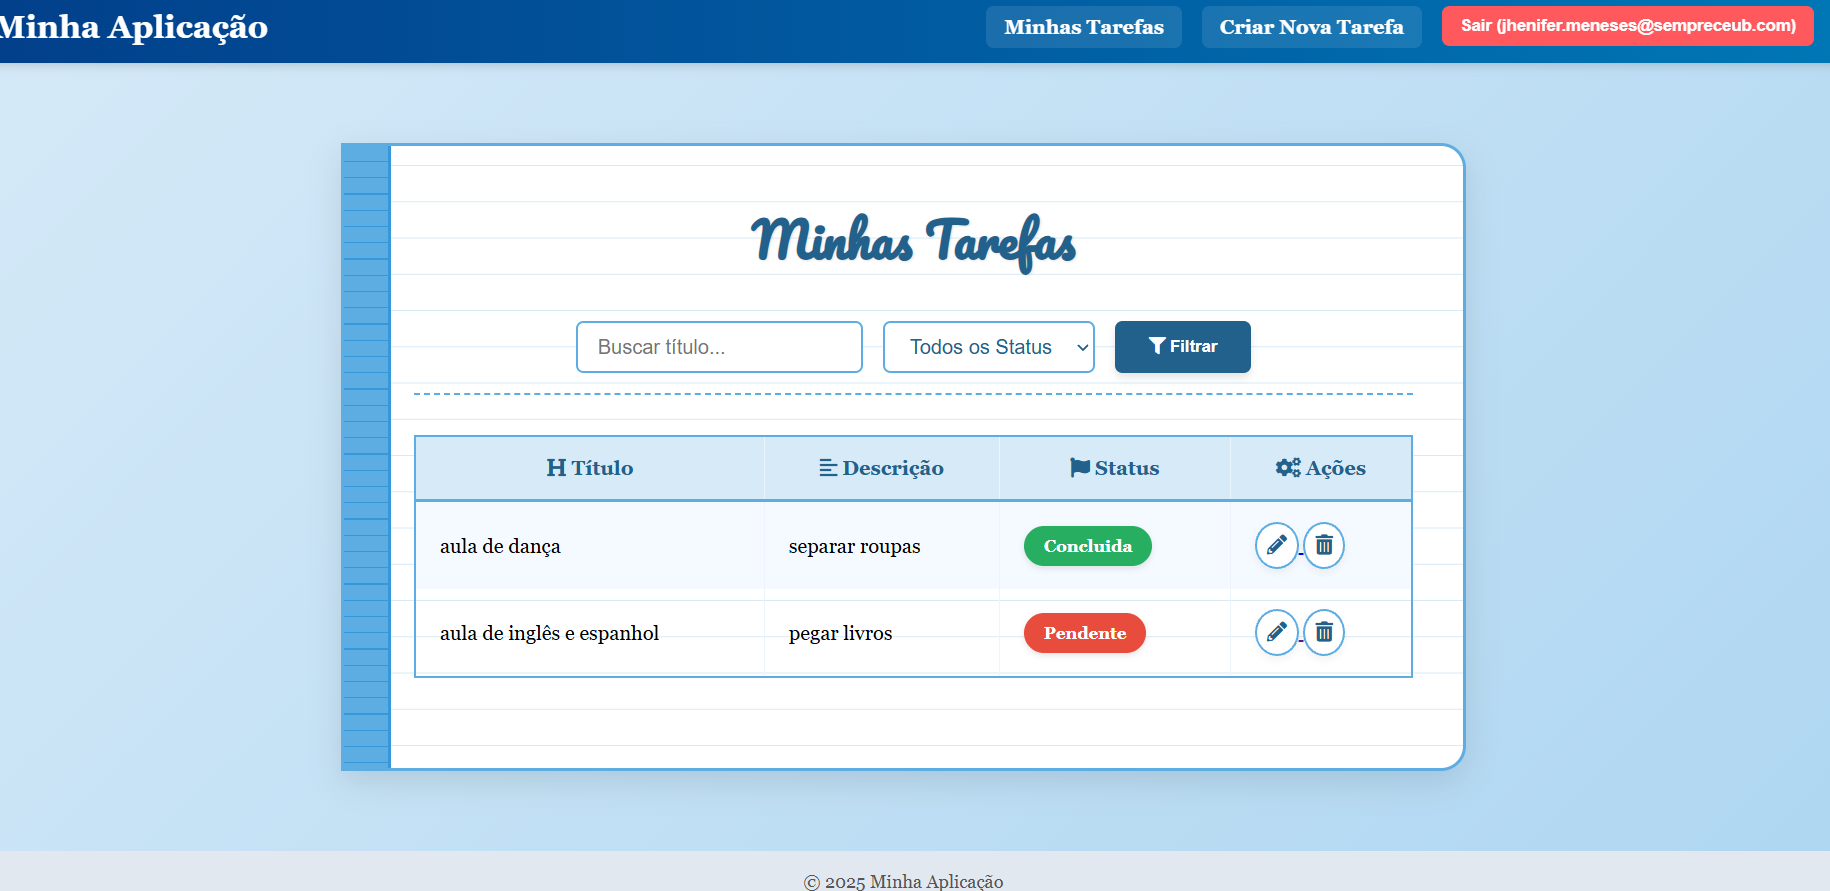 Minha Aplicação
Minhas Tarefas
Criar Nova Tarefa
Sair (jhenifer.meneses@sempreceub.com)
Minhas Tarefas
Buscar título...
Todos os Status
Filtrar
Título Descrição Status Ações
aula de dança separar roupas Concluida
aula de inglês e espanhol pegar livros Pendente
© 2025 Minha Aplicação